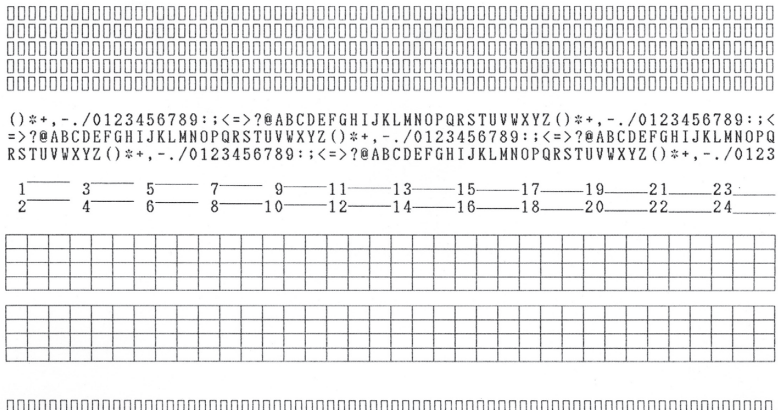 ()*+,-./0123456789:;<=>?@ABCDEFGHIJKLMNOPQRSTUVWXYZ()*+,-./0123456789:;<
=>?@ABCDEFGHIJKLMNOPQRSTUVWXYZ()*+,-./0123456789:;<=>?@ABCDEFGHIJKLMNOPQ
RSTUVWXYZ()*+,-./0123456789:;<=>?@ABCDEFGHIJKLMNOPQRSTUVWXYZ()*+,-./0123
1 3 5 7 9 11 13 15 17 19 21 23
2 4 6 8 10 12 14 16 18 20 22 24